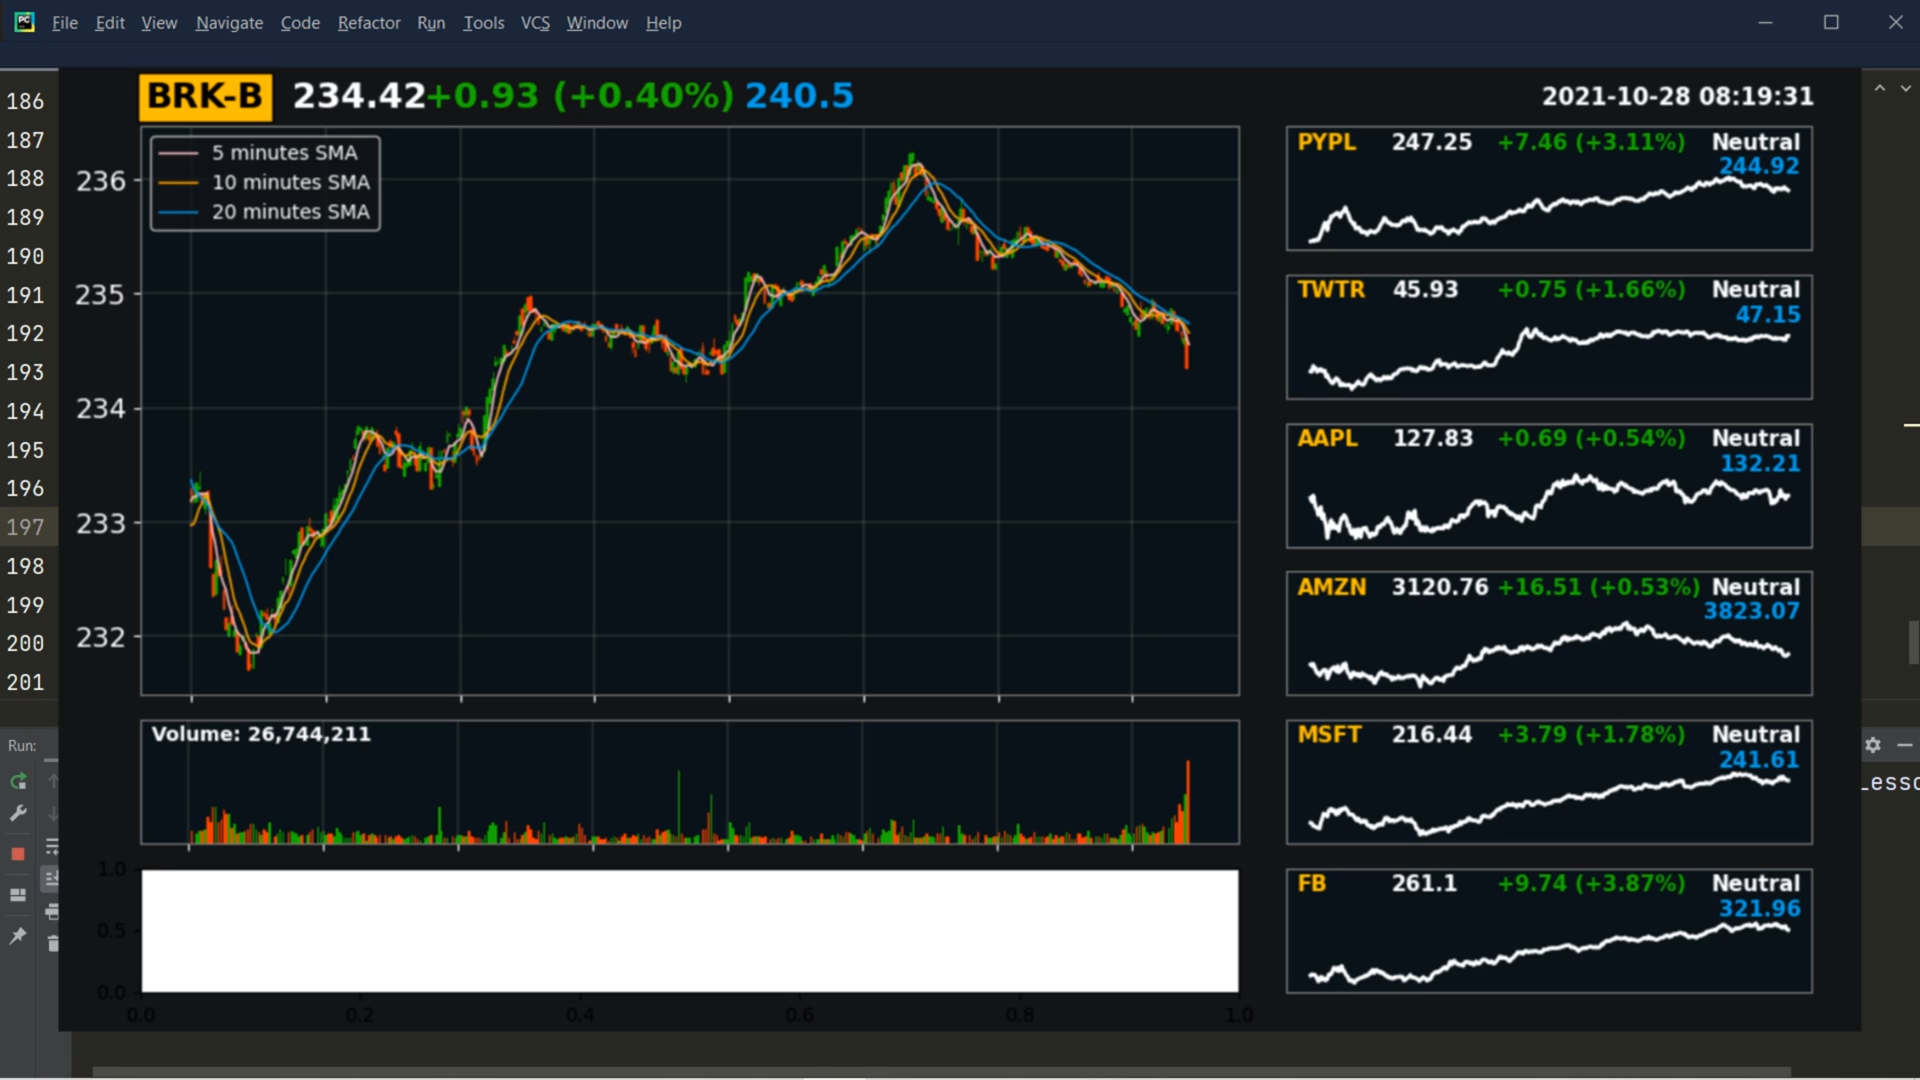 File Edit View Navigate Code Refactor Run Tools VCS Window Help
186
187
188
189
190
191
192
193
194
195
196
197
198
199
200
201
Run:
BRK-B 234.42 +0.93 (+0.40%) 240.5
2021-10-28 08:19:31
5 minutes SMA
10 minutes SMA
20 minutes SMA
236
235
234
233
232
Volume: 26,744,211
1.0
0.5
0.0
0.0 0.2 0.4 0.6 0.8 1.0
PYPL 247.25 +7.46 (+3.11%) Neutral
244.92
TWTR 45.93 +0.75 (+1.66%) Neutral
47.15
AAPL 127.83 +0.69 (+0.54%) Neutral
132.21
AMZN 3120.76 +16.51 (+0.53%) Neutral
3823.07
MSFT 216.44 +3.79 (+1.78%) Neutral
241.61
FB 261.1 +9.74 (+3.87%) Neutral
321.96